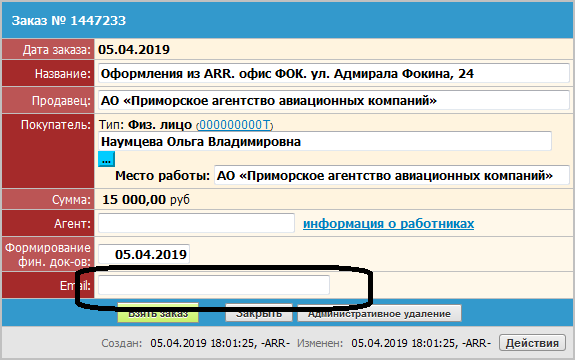 Заказ № 1447233
Дата заказа: 05.04.2019
Название: Оформления из ARR. офис ФОК. ул. Адмирала Фокина, 24
Продавец: АО «Приморское агентство авиационных компаний»
Покупатель: Тип: Физ. лицо (000000000Т)
Наумцева Ольга Владимировна
...
Место работы: АО «Приморское агентство авиационных компаний»
Сумма: 15 000,00 руб
Агент: информация о работниках
Формирование
фин. док-ов: 05.04.2019
Email:
Взять заказ Закрыть Административное удаление
Создан: 05.04.2019 18:01:25, -ARR- Изменен: 05.04.2019 18:01:25, -ARR- Действия